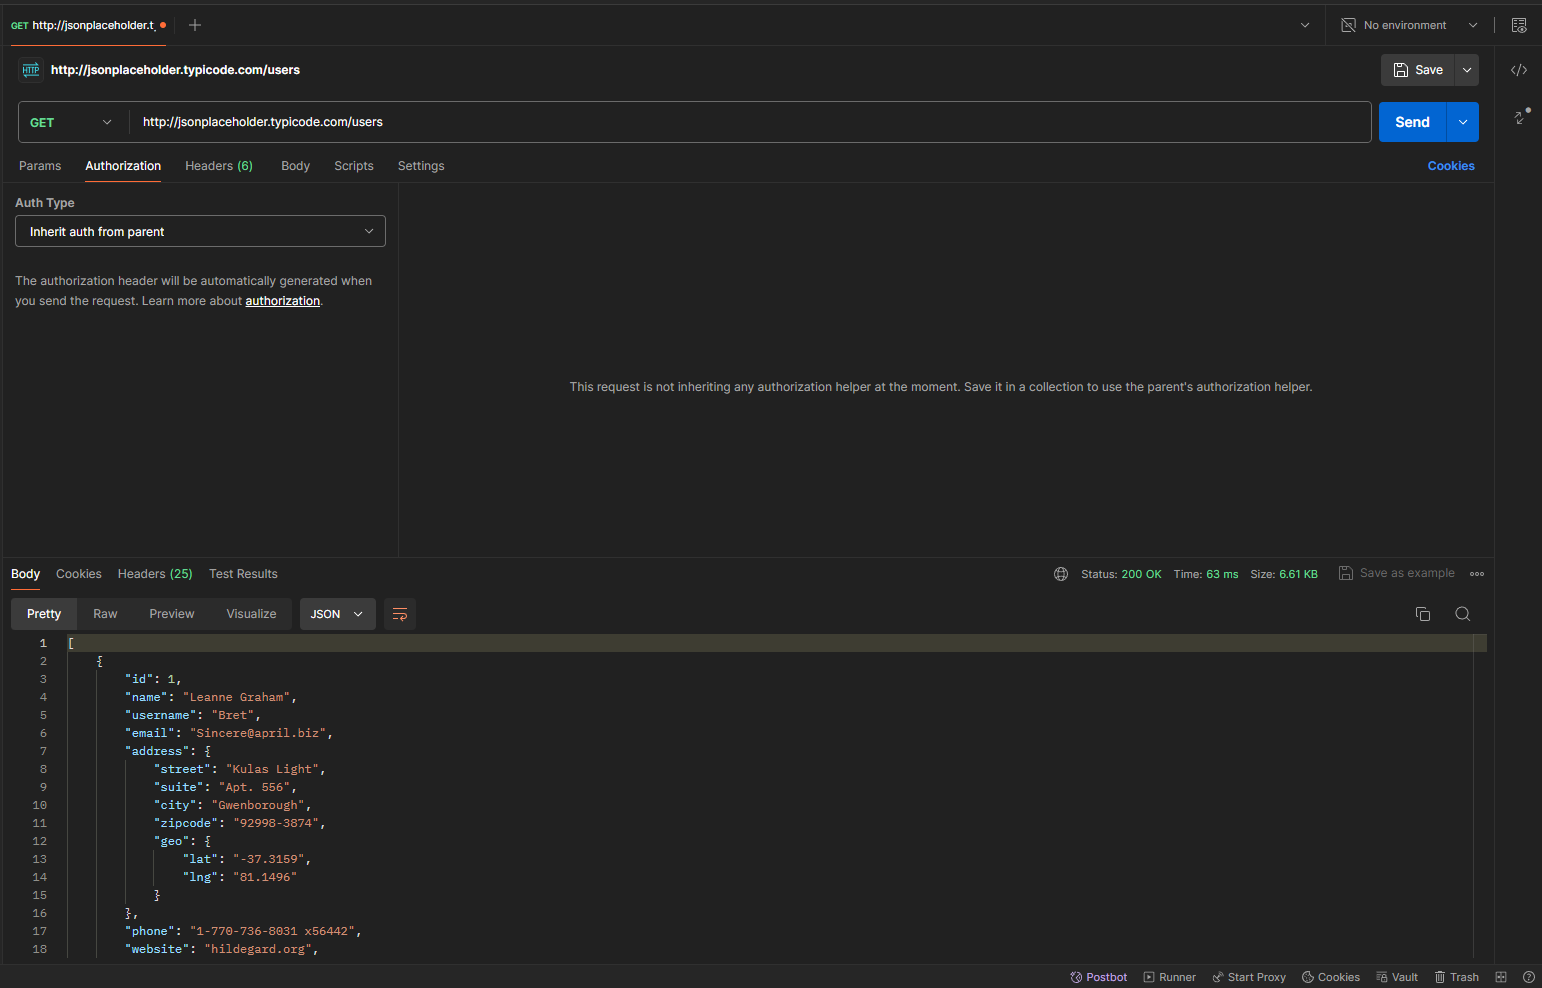 GET http://jsonplaceholder.t
No environment
HTTP http://jsonplaceholder.typicode.com/users
Save
GET http://jsonplaceholder.typicode.com/users
Send
Params Authorization Headers (6) Body Scripts Settings Cookies
Auth Type
Inherit auth from parent
The authorization header will be automatically generated when
you send the request. Learn more about authorization.
This request is not inheriting any authorization helper at the moment. Save it in a collection to use the parent's authorization helper.
Body Cookies Headers (25) Test Results Status: 200 OK Time: 63 ms Size: 6.61 KB Save as example
Pretty Raw Preview Visualize JSON
1 [
2 {
3 "id": 1,
4 "name": "Leanne Graham",
5 "username": "Bret",
6 "email": "Sincere@april.biz",
7 "address": {
8 "street": "Kulas Light",
9 "suite": "Apt. 556",
10 "city": "Gwenborough",
11 "zipcode": "92998-3874",
12 "geo": {
13 "lat": "-37.3159",
14 "lng": "81.1496"
15 }
16 },
17 "phone": "1-770-736-8031 x56442",
18 "website": "hildegard.org",
Postbot Runner Start Proxy Cookies Vault Trash